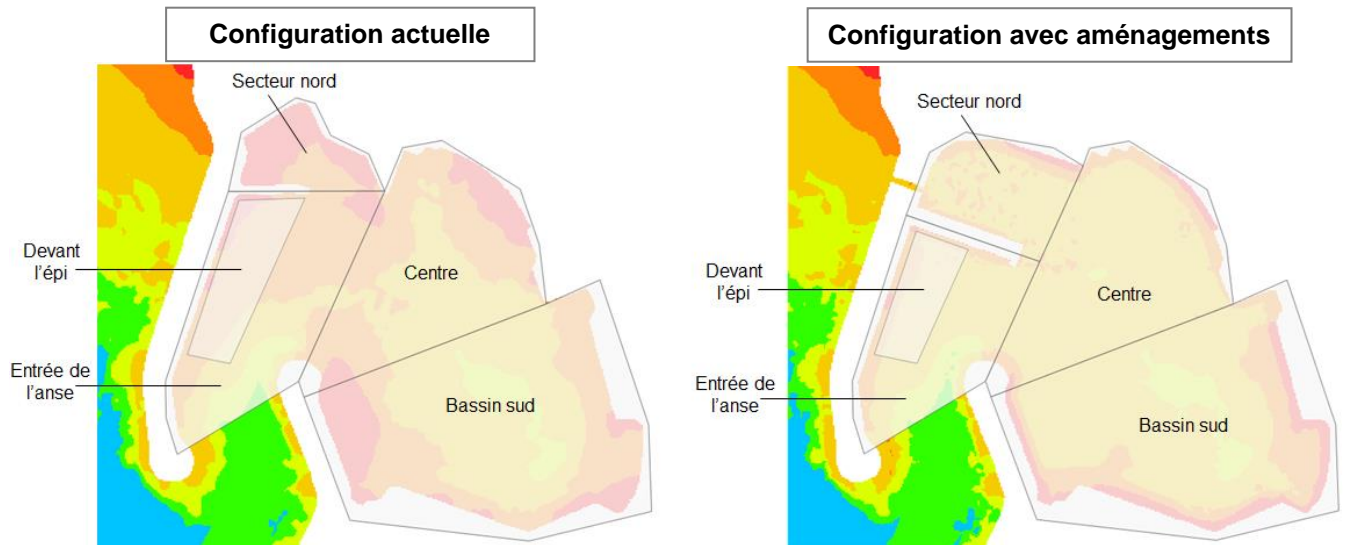 Configuration actuelle
Secteur nord
Devant
l'épi
Centre
Entrée de
l'anse
Bassin sud
Configuration avec aménagements
Secteur nord
Devant
l'épi
Centre
Entrée de
l'anse
Bassin sud